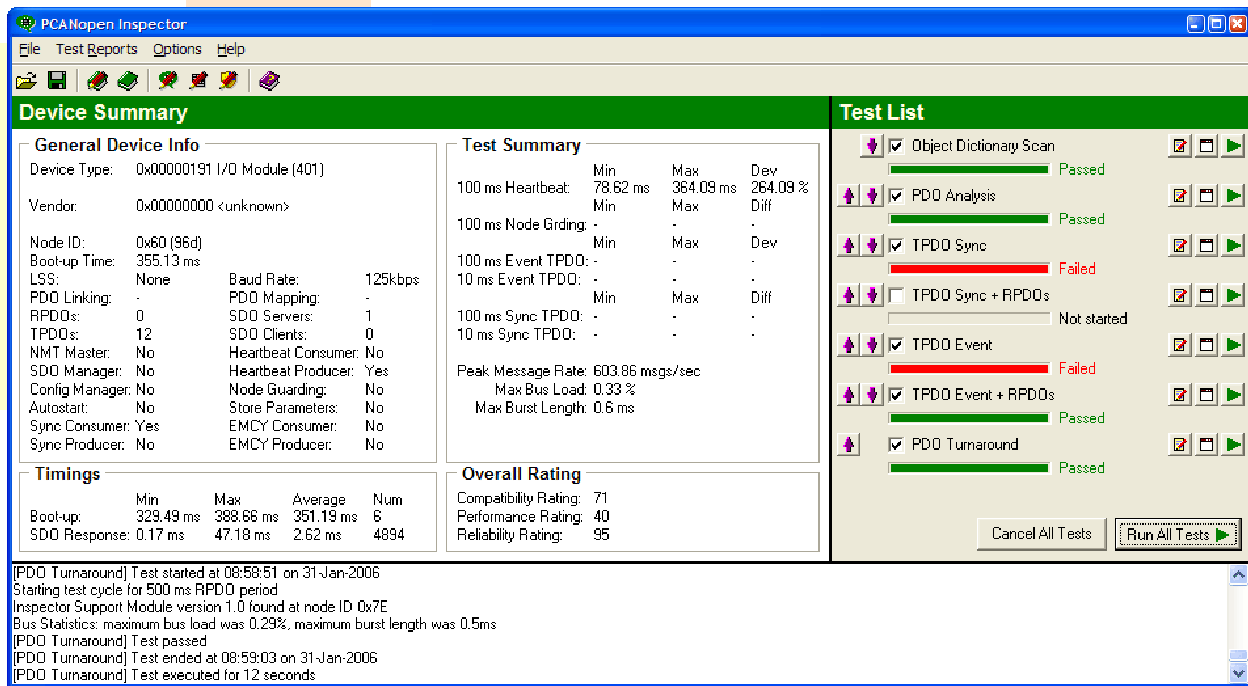 PCANopen Inspector
File Test Reports Options Help
Device Summary
General Device Info
Device Type: 0x00000191 I/O Module (401)
Vendor: 0x00000000 <unknown>
Node ID: 0x60 (96d)
Boot-up Time: 355.13 ms
LSS: None Baud Rate: 125kbps
PDO Linking: - PDO Mapping: -
RPDOs: 0 SDO Servers: 1
TPDOs: 12 SDO Clients: 0
NMT Master: No Heartbeat Consumer: No
SDO Manager: No Heartbeat Producer: Yes
Config Manager: No Node Guarding: No
Autostart: No Store Parameters: No
Sync Consumer: Yes EMCY Consumer: No
Sync Producer: No EMCY Producer: No
Timings
Min Max Average Num
Boot-up: 329.49 ms 388.66 ms 351.19 ms 6
SDO Response: 0.17 ms 47.18 ms 2.62 ms 4894
Test Summary
Min Max Dev
100 ms Heartbeat: 78.62 ms 364.09 ms 264.09 %
Min Max Diff
100 ms Node Grding: - - -
Min Max Dev
100 ms Event TPDO: - - -
10 ms Event TPDO: - - -
Min Max Diff
100 ms Sync TPDO: - - -
10 ms Sync TPDO: - - -
Peak Message Rate: 603.86 msgs/sec
Max Bus Load: 0.33 %
Max Burst Length: 0.6 ms
Overall Rating
Compatibility Rating: 71
Performance Rating: 40
Reliability Rating: 95
Test List
Object Dictionary Scan
Passed
PDO Analysis
Passed
TPDO Sync
Failed
TPDO Sync + RPDOs
Not started
TPDO Event
Failed
TPDO Event + RPDOs
Passed
PDO Turnaround
Passed
Cancel All Tests Run All Tests
[PDO Turnaround] Test started at 08:58:51 on 31-Jan-2006
Starting test cycle for 500 ms RPDO period
Inspector Support Module version 1.0 found at node ID 0x7E
Bus Statistics: maximum bus load was 0.29%, maximum burst length was 0.5ms
[PDO Turnaround] Test passed
[PDO Turnaround] Test ended at 08:59:03 on 31-Jan-2006
[PDO Turnaround] Test executed for 12 seconds